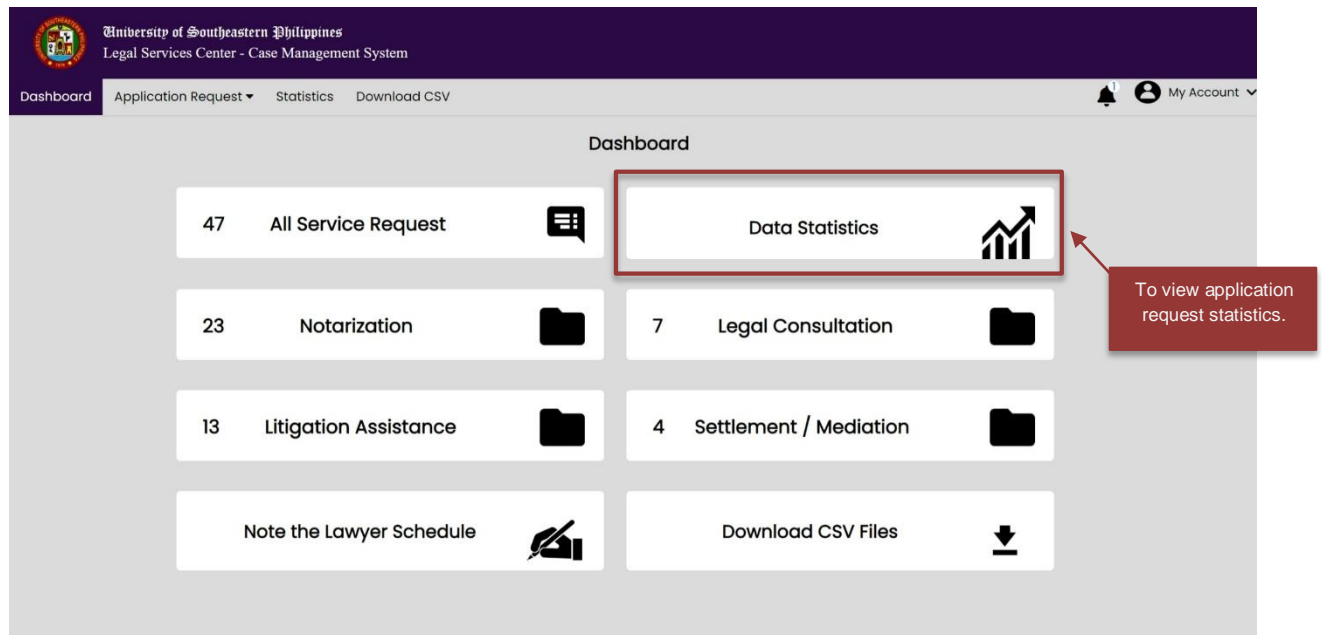 University of Southeastern Philippines
Legal Services Center - Case Management System
Dashboard
Application Request
Statistics
Download CSV
1
My Account
Dashboard
47
All Service Request
Data Statistics
To view application
request statistics.
23
Notarization
7
Legal Consultation
13
Litigation Assistance
4
Settlement / Mediation
Note the Lawyer Schedule
Download CSV Files